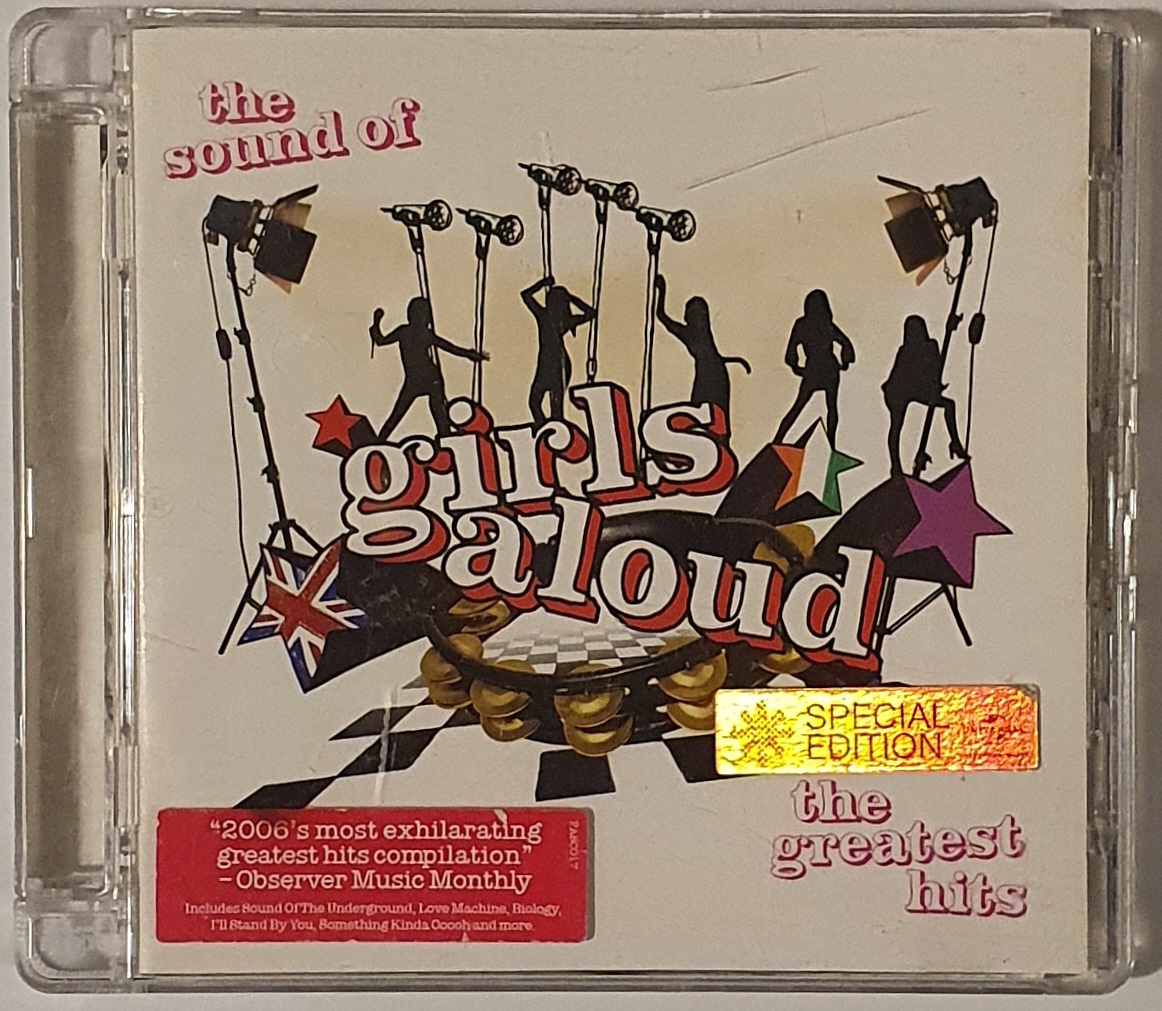 the
sound of
girls
aloud
SPECIAL
EDITION
the
greatest
hits
“2006's most exhilarating
greatest hits compilation”
– Observer Music Monthly
Includes Sound Of The Underground, Love Machine, Biology,
I'll Stand By You, Something Kinda Ooooh and more.